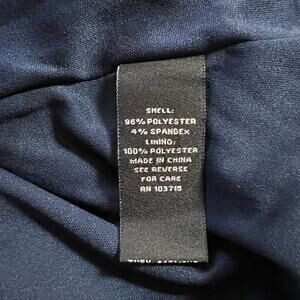 SHELL:
96% POLYESTER
4% SPANDEX
LINING:
100% POLYESTER
MADE IN CHINA
SEE REVERSE
FOR CARE
RN 103715